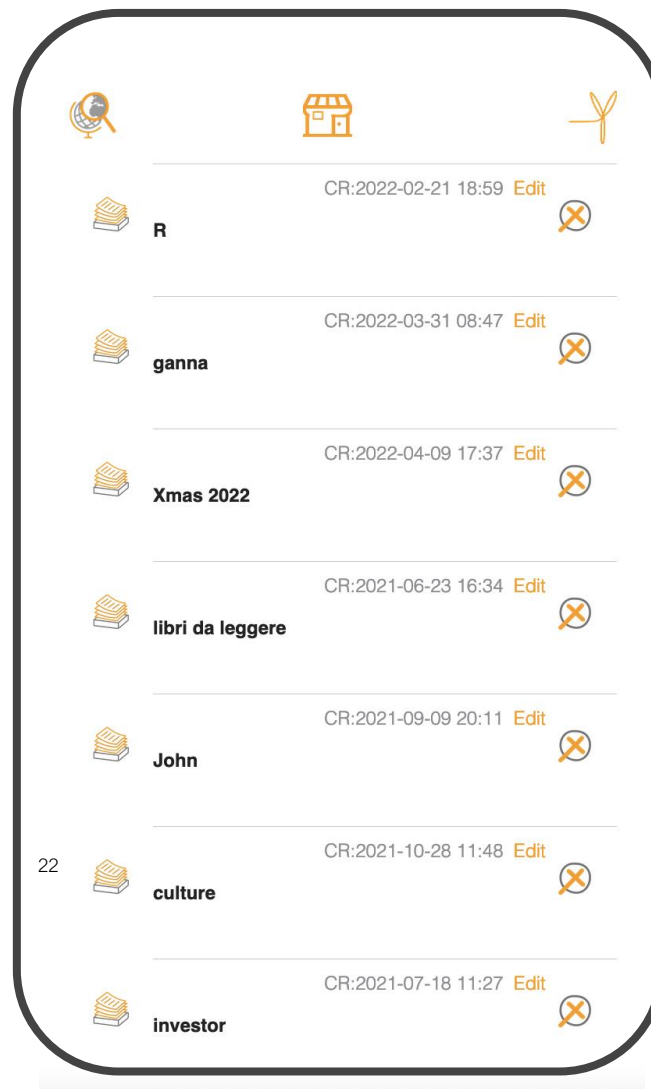 CR:2022-02-21 18:59 Edit
R
CR:2022-03-31 08:47 Edit
ganna
CR:2022-04-09 17:37 Edit
Xmas 2022
CR:2021-06-23 16:34 Edit
libri da leggere
CR:2021-09-09 20:11 Edit
John
CR:2021-10-28 11:48 Edit
22
culture
CR:2021-07-18 11:27 Edit
investor